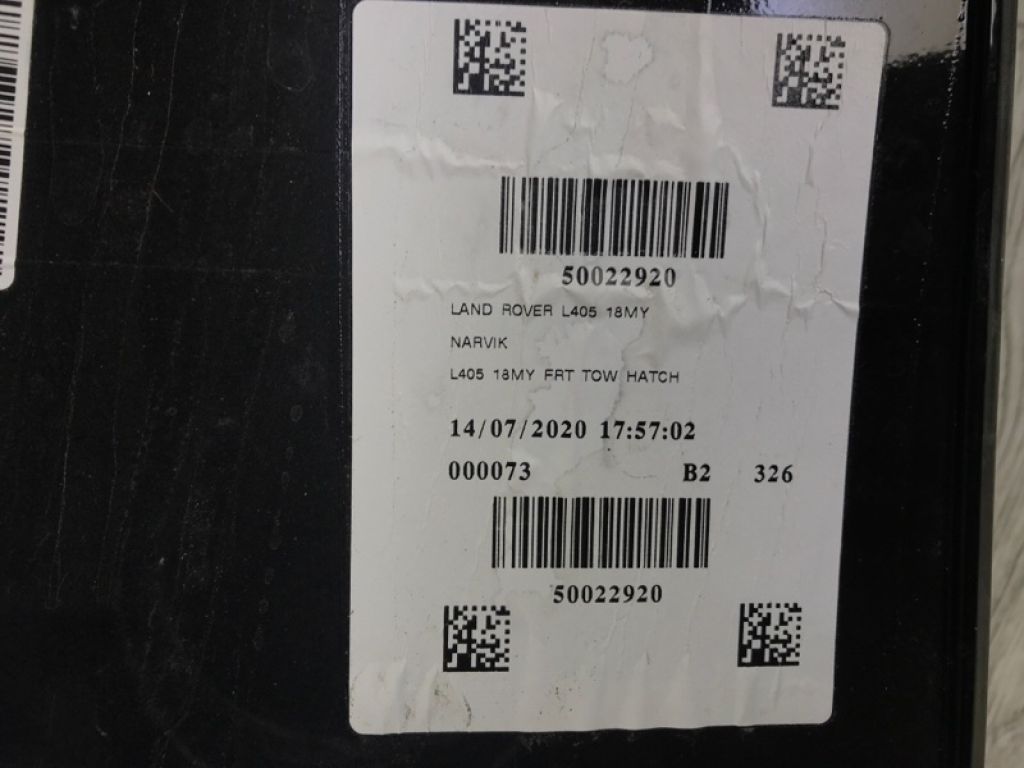 50022920
LAND ROVER L405 18MY
NARVIK
L405 18MY FRT TOW HATCH
14/07/2020 17:57:02
000073 B2 326
50022920